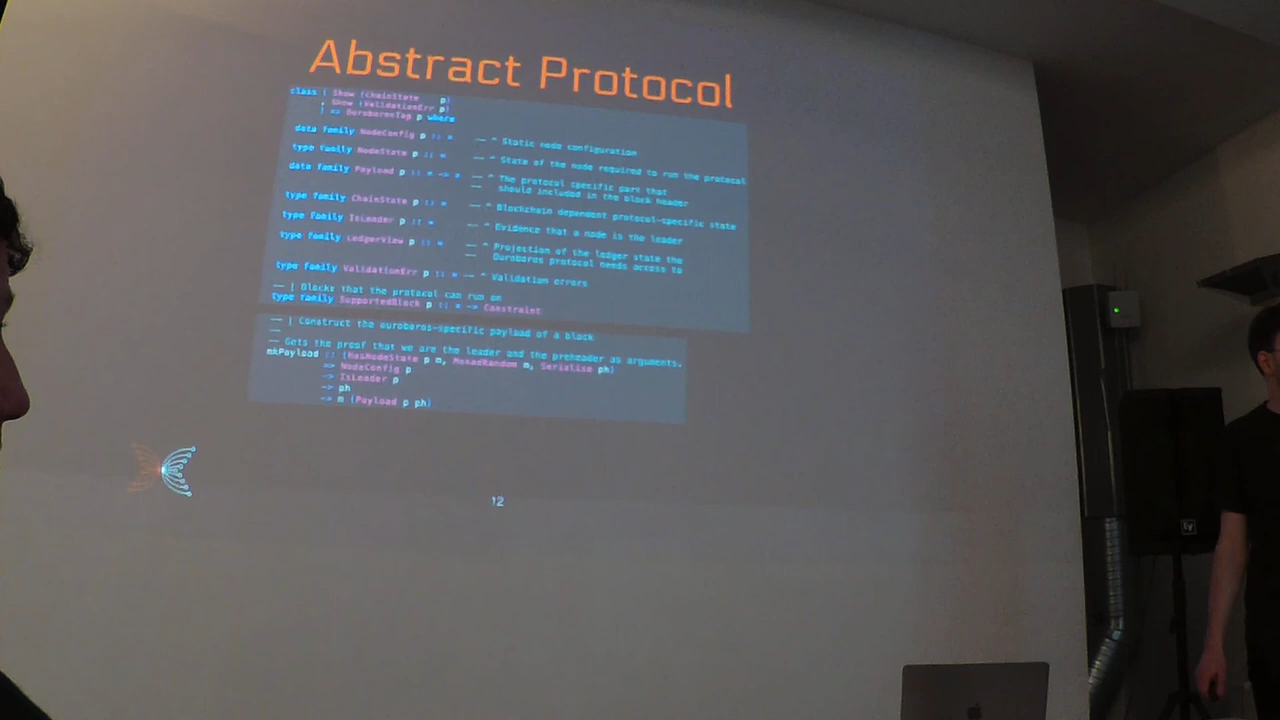 Abstract Protocol
class ( Show (ChainState p)
, Show (ValidationErr p)
) => OuroborosTag p where
data family NodeConfig p :: * -- ^ Static node configuration
type family NodeState p :: * -- ^ State of the node required to run the protocol
data family Payload p :: * -> * -- ^ The protocol specific part that
-- should included in the block header
type family ChainState p :: * -- ^ Blockchain dependent protocol-specific state
type family IsLeader p :: * -- ^ Evidence that a node is the leader
type family LedgerView p :: * -- ^ Projection of the ledger state the
-- Ouroboros protocol needs access to
type family ValidationErr p :: * -- ^ Validation errors
-- | Blocks that the protocol can run on
type family SupportedBlock p :: * -> Constraint
-- | Construct the ouroboros-specific payload of a block
--
-- Gets the proof that we are the leader and the preheader as arguments.
mkPayload :: (HasNodeState p m, MonadRandom m, Serialise ph)
=> NodeConfig p
-> IsLeader p
-> ph
-> m (Payload p ph)
12